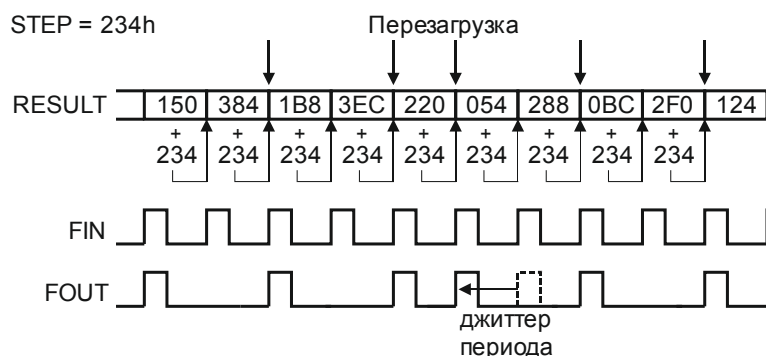 STEP = 234h
Перезагрузка
RESULT 150 384 1B8 3EC 220 054 288 0BC 2F0 124
+ + + + + + + + +
234 234 234 234 234 234 234 234 234
FIN
FOUT
джиттер
периода